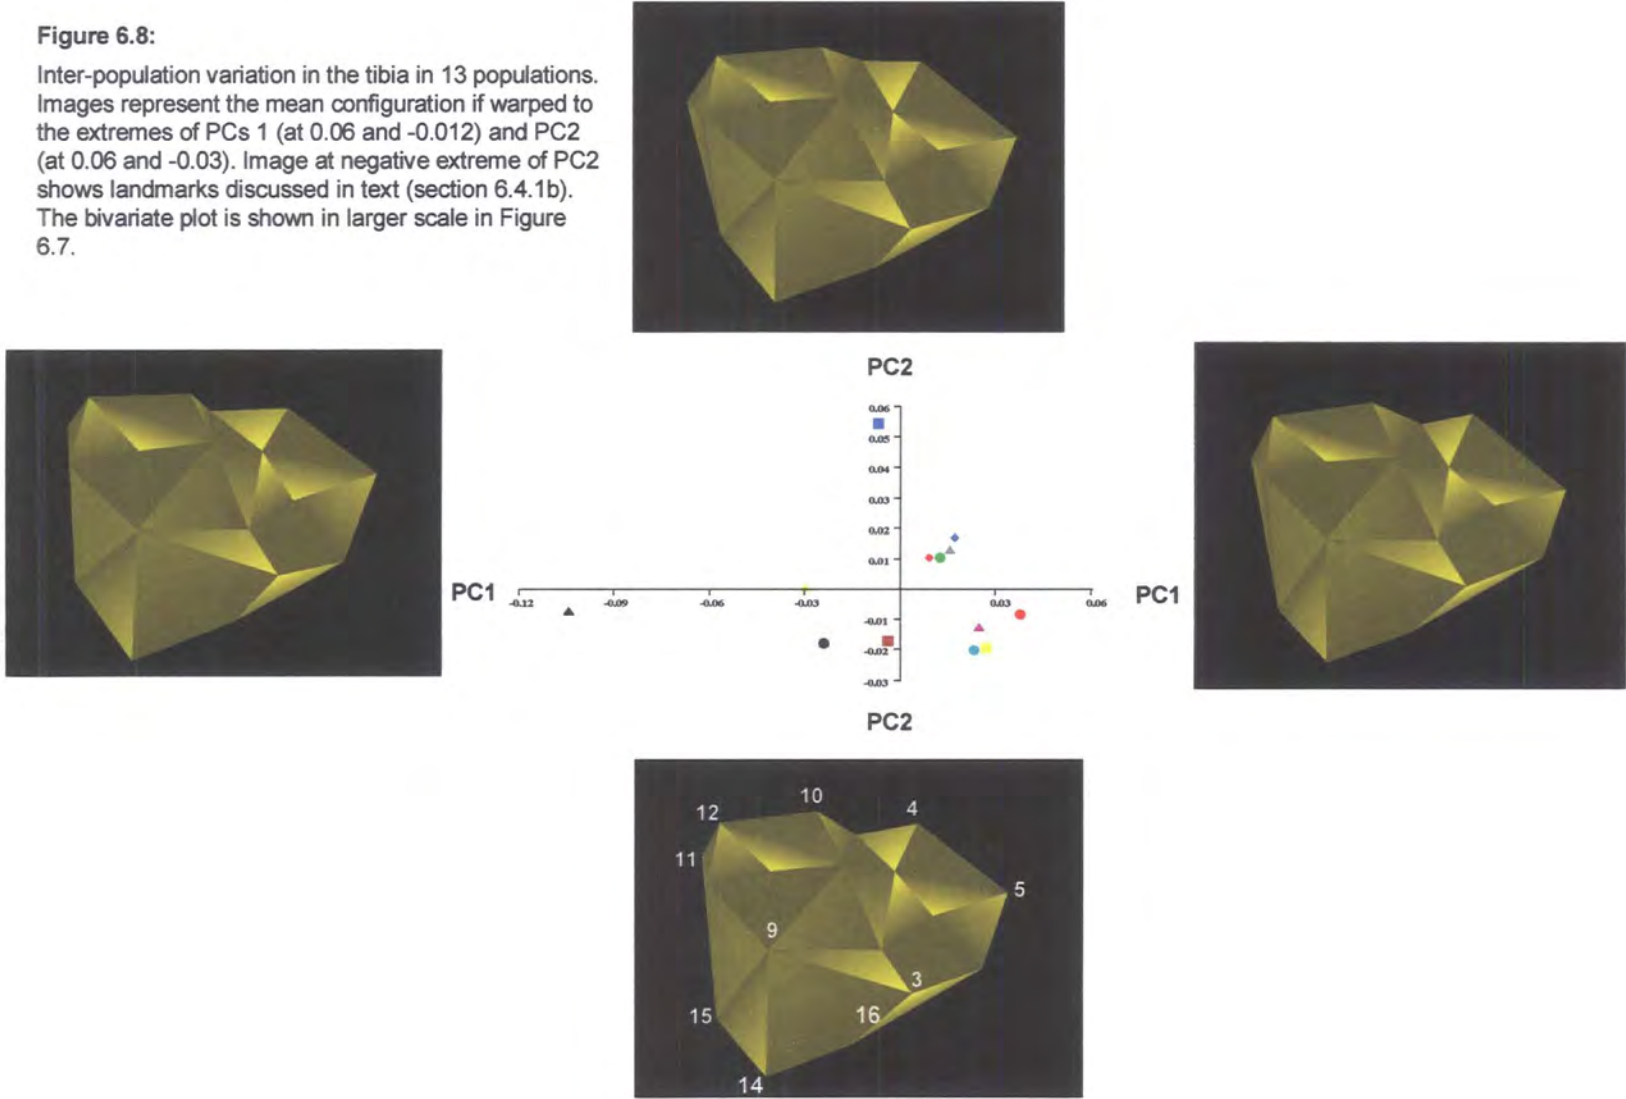 Figure 6.8:
Inter-population variation in the tibia in 13 populations.
Images represent the mean configuration if warped to
the extremes of PCs 1 (at 0.06 and -0.012) and PC2
(at 0.06 and -0.03). Image at negative extreme of PC2
shows landmarks discussed in text (section 6.4.1b).
The bivariate plot is shown in larger scale in Figure
6.7.
PC2
0.06
0.05
0.04
0.03
0.02
0.01
PC1
-0.12
-0.09
-0.06
-0.03
0.03
0.06
PC1
-0.01
-0.02
-0.03
PC2
10
12
4
11
5
9
3
15
16
14